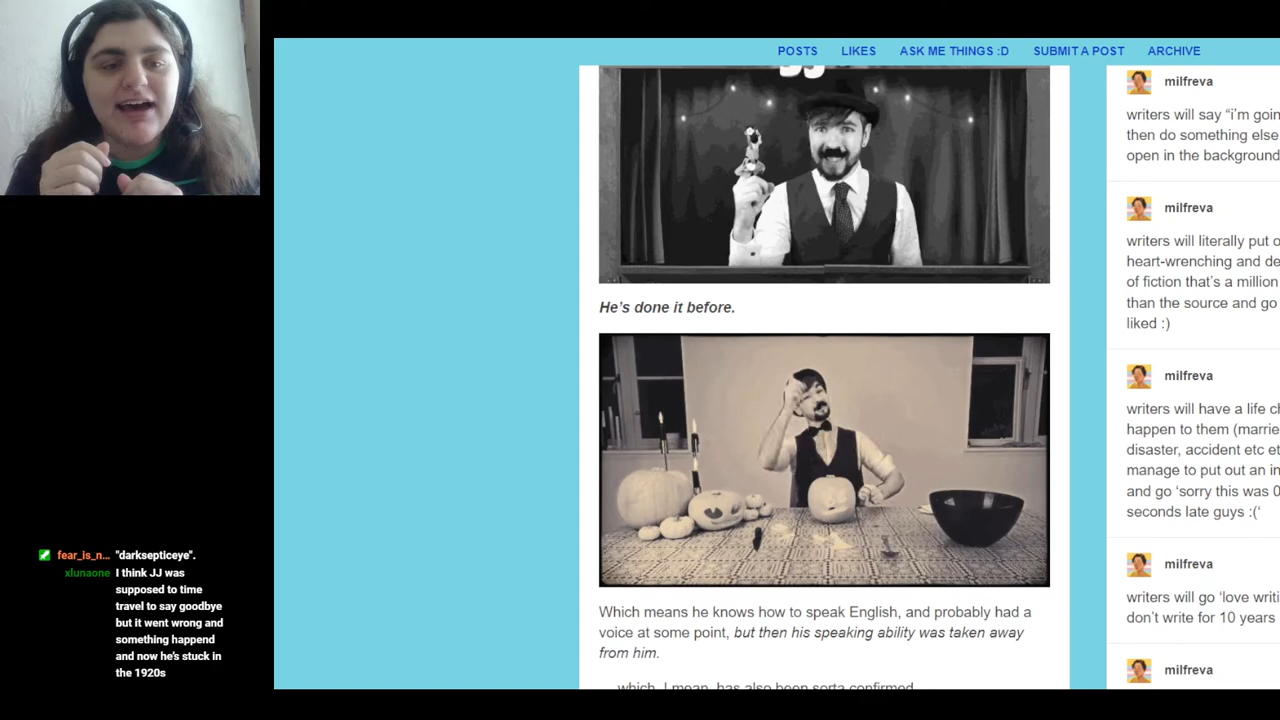 POSTS LIKES ASK ME THINGS :D SUBMIT A POST ARCHIVE
He's done it before.
Which means he knows how to speak English, and probably had a
voice at some point, but then his speaking ability was taken away
from him.
which, I mean, has also been sorta confirmed
milfreva
writers will say “i’m goin
then do something else
open in the background
milfreva
writers will literally put o
heart-wrenching and de
of fiction that’s a million
than the source and go
liked :)
milfreva
writers will have a life ch
happen to them (marrie
disaster, accident etc et
manage to put out an in
and go ‘sorry this was 0
seconds late guys :(‘
milfreva
writers will go ‘love writi
don’t write for 10 years
milfreva
fear_is_n... "darksepticeye".
xlunaone I think JJ was
supposed to time
travel to say goodbye
but it went wrong and
something happend
and now he’s stuck in
the 1920s